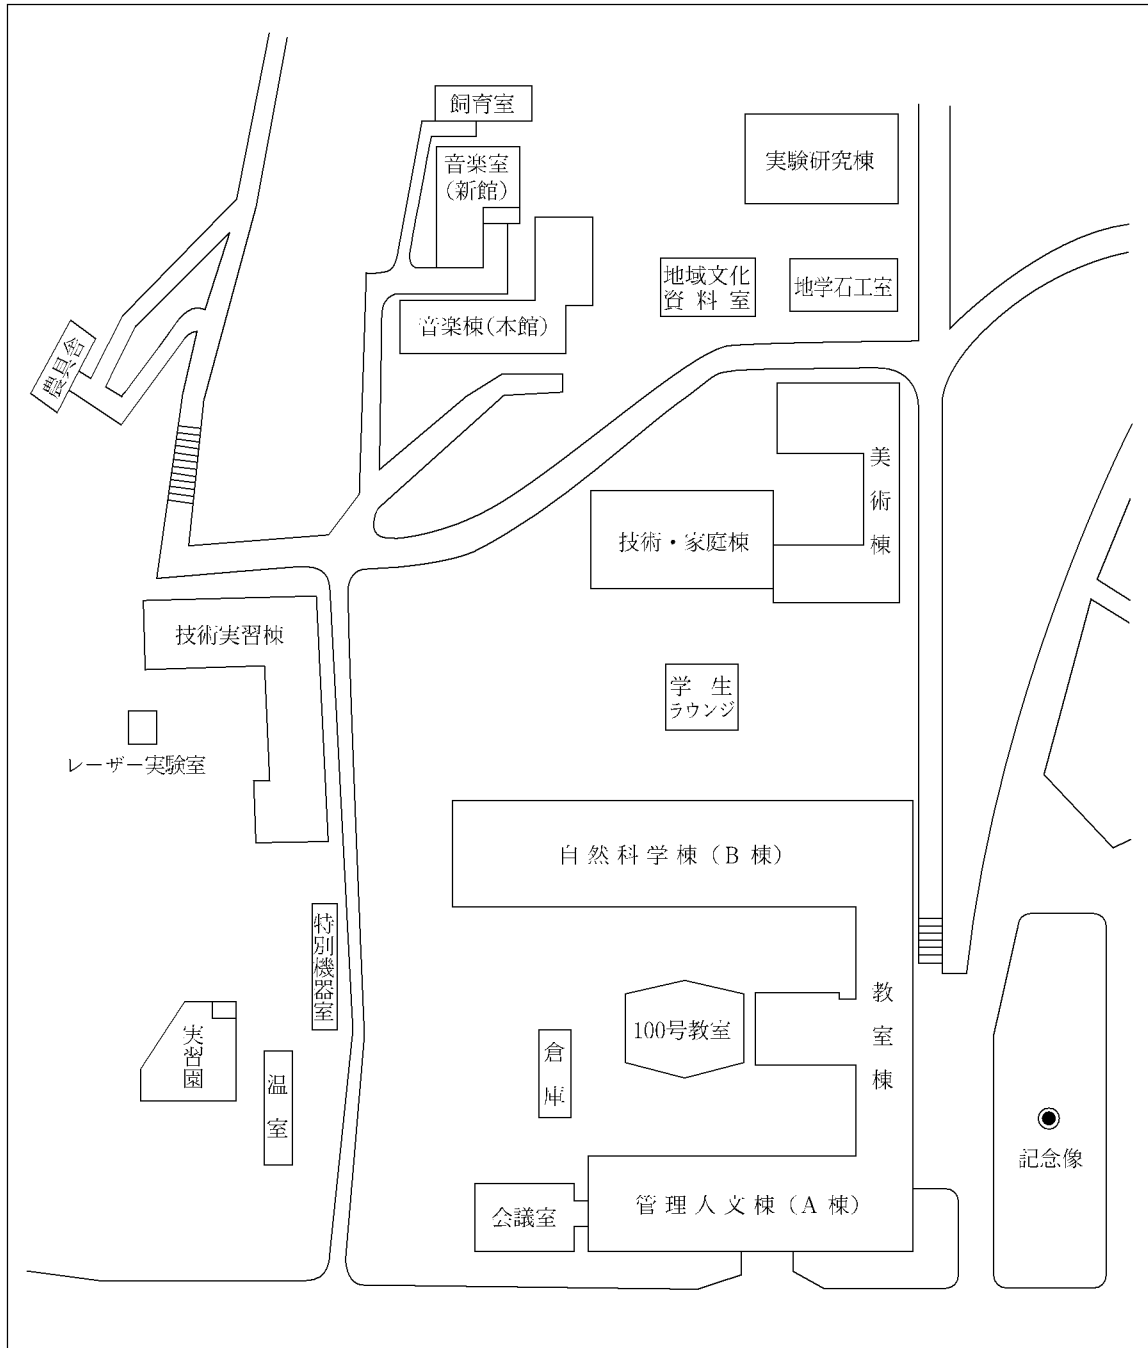 飼育室
音楽室
(新館)
実験研究棟
地域文化
資料室
地学石工室
音楽棟(本館)
農具舎
美術棟
技術・家庭棟
技術実習棟
学生
ラウンジ
レーザー実験室
自然科学棟(B棟)
特別機器室
教室棟
100号教室
実習園
倉庫
温室
記念像
会議室
管理人文棟(A棟)